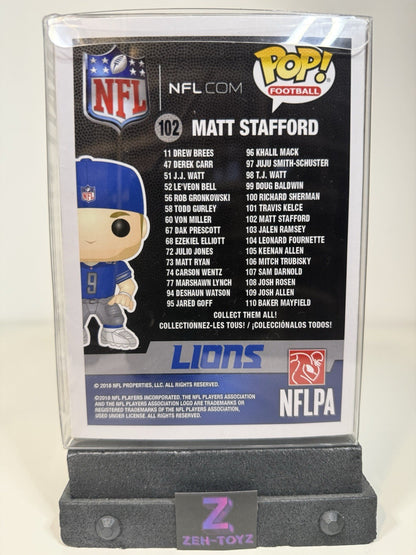 NFL
NFL.COM
POP!
FOOTBALL
102 MATT STAFFORD
11 DREW BREES
47 DEREK CARR
51 J.J. WATT
52 LE'VEON BELL
56 ROB GRONKOWSKI
58 TODD GURLEY
60 VON MILLER
67 DAK PRESCOTT
68 EZEKIEL ELLIOTT
72 JULIO JONES
73 MATT RYAN
74 CARSON WENTZ
77 MARSHAWN LYNCH
94 DESHAUN WATSON
95 JARED GOFF
96 KHALIL MACK
97 JUJU SMITH-SCHUSTER
98 T.J. WATT
99 DOUG BALDWIN
100 RICHARD SHERMAN
101 TRAVIS KELCE
102 MATT STAFFORD
103 JALEN RAMSEY
104 LEONARD FOURNETTE
105 KEENAN ALLEN
106 MITCH TRUBISKY
107 SAM DARNOLD
108 JOSH ROSEN
109 JOSH ALLEN
110 BAKER MAYFIELD
COLLECT THEM ALL!
COLLECTIONNEZ-LES TOUS! / ¡COLECCIÓNALOS TODOS!
NFL
9
LIONS
NFLPA
© 2018 NFL PROPERTIES, LLC. ALL RIGHTS RESERVED.
©2018 NFL PLAYERS INCORPORATED. THE NFL PLAYERS ASSOCIATION
AND THE NFL PLAYERS ASSOCIATION LOGO ARE TRADEMARKS OR
REGISTERED TRADEMARKS OF THE NFL PLAYERS ASSOCIATION,
USED UNDER LICENSE. ALL RIGHTS RESERVED.
Z
ZEH-TOYZ